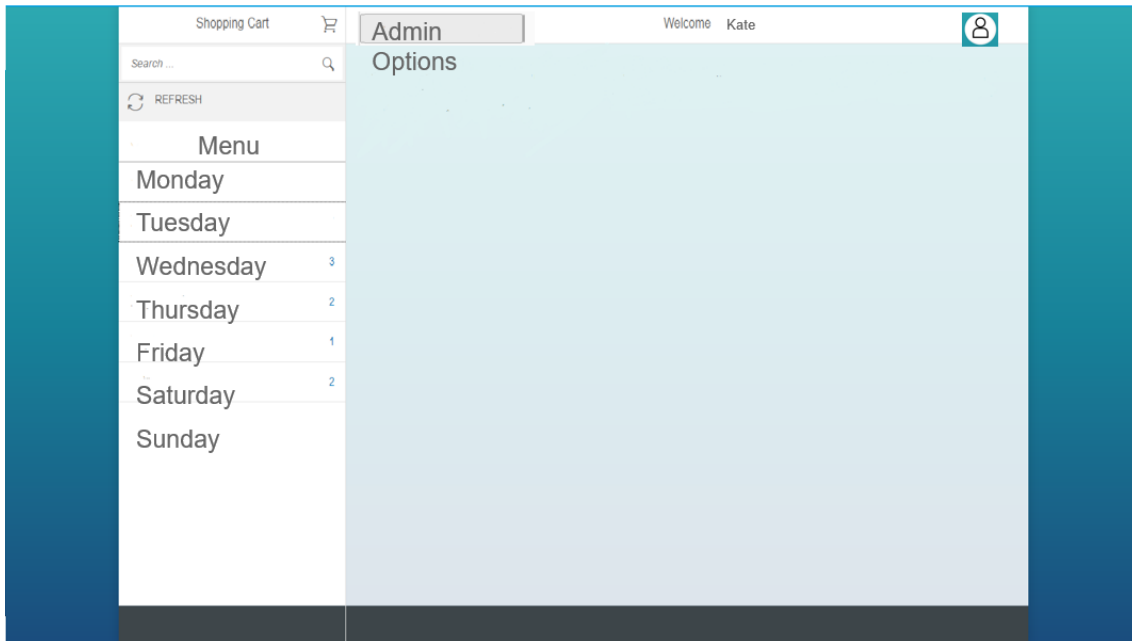 Shopping Cart
Admin
Options
Welcome Kate
Search ...
REFRESH
Menu
Monday
Tuesday
Wednesday 3
Thursday 2
Friday 1
Saturday 2
Sunday